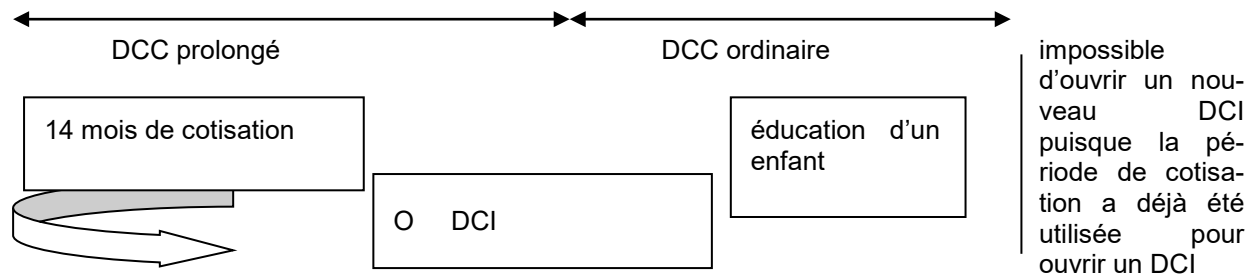 DCC prolongé
DCC ordinaire
14 mois de cotisation
O DCI
éducation d’un
enfant
impossible
d’ouvrir un nou-
veau DCI
puisque la pé-
riode de cotisa-
tion a déjà été
utilisée pour
ouvrir un DCI